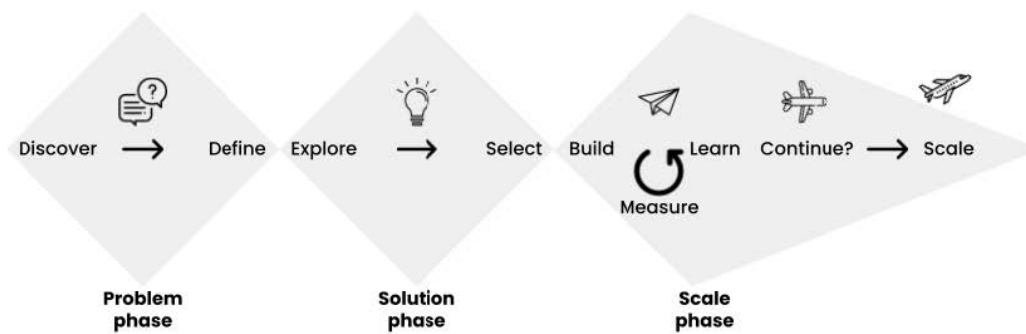 ?
Discover Define Explore Select Build Learn Continue? Scale
Measure
Problem phase
Solution phase
Scale phase